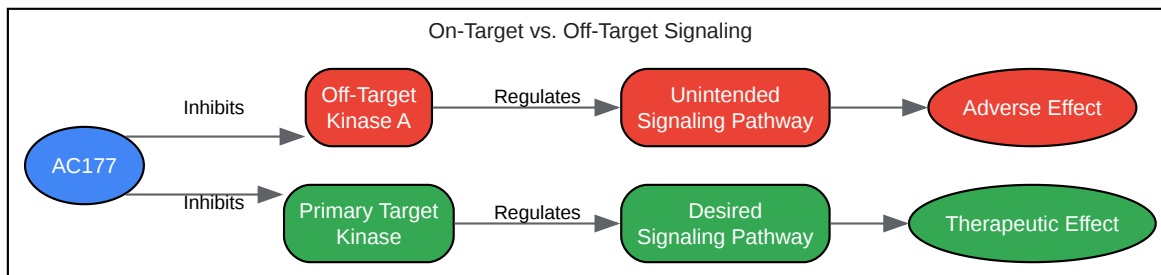 On-Target vs. Off-Target Signaling
Inhibits
Off-Target
Kinase A
Regulates
Unintended
Signaling Pathway
Adverse Effect
AC177
Inhibits
Primary Target
Kinase
Regulates
Desired
Signaling Pathway
Therapeutic Effect